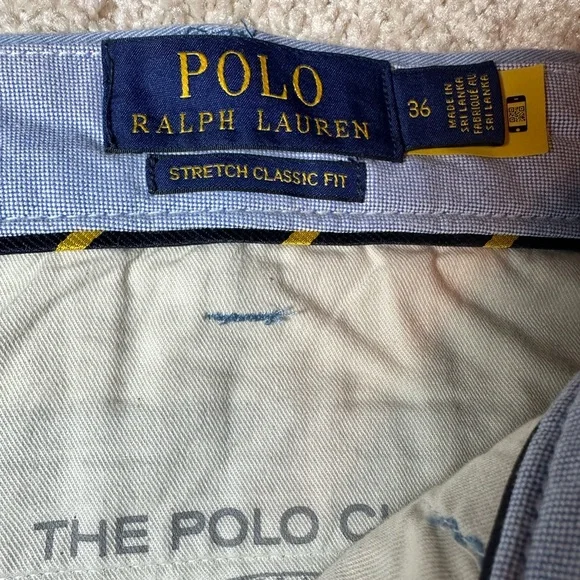 POLO
RALPH LAUREN
STRETCH CLASSIC FIT
36
MADE IN
SRI LANKA
FABRIQUÉ AU
SRI LANKA
THE POLO